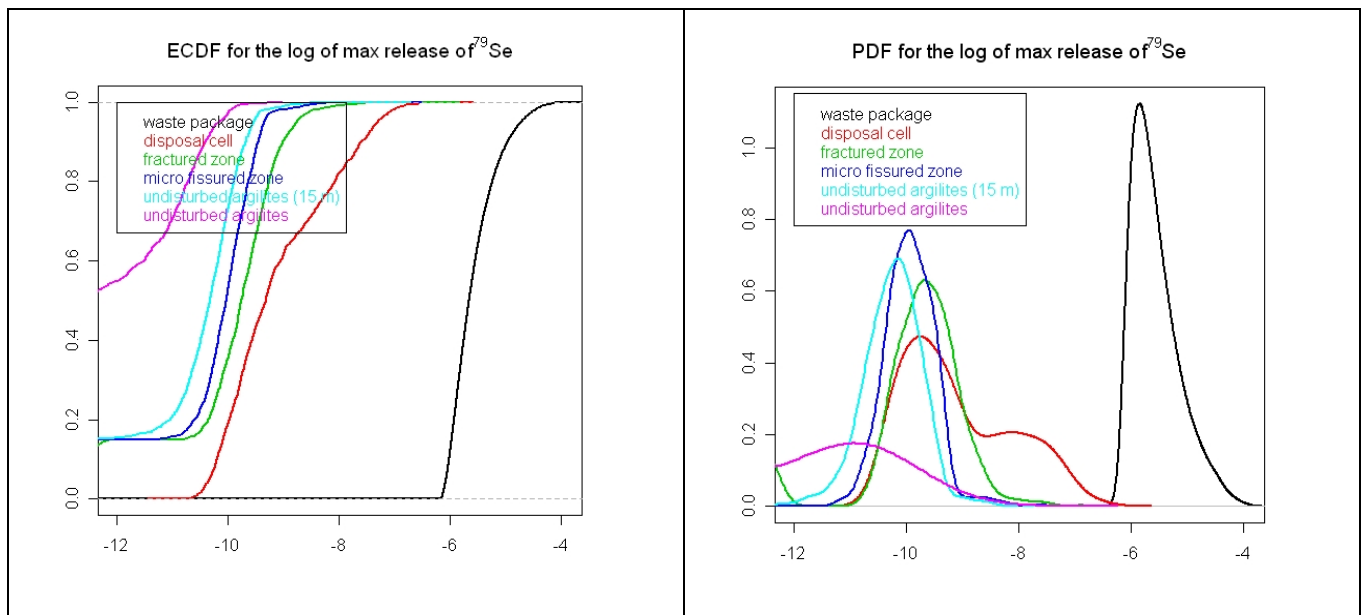 ECDF for the log of max release of ⁷⁹Se
1.0
0.8
0.6
0.4
0.2
0.0
waste package
disposal cell
fractured zone
micro fissured zone
undisturbed argilites (15 m)
undisturbed argilites
-12 -10 -8 -6 -4
PDF for the log of max release of ⁷⁹Se
1.0
0.8
0.6
0.4
0.2
0.0
waste package
disposal cell
fractured zone
micro fissured zone
undisturbed argilites (15 m)
undisturbed argilites
-12 -10 -8 -6 -4